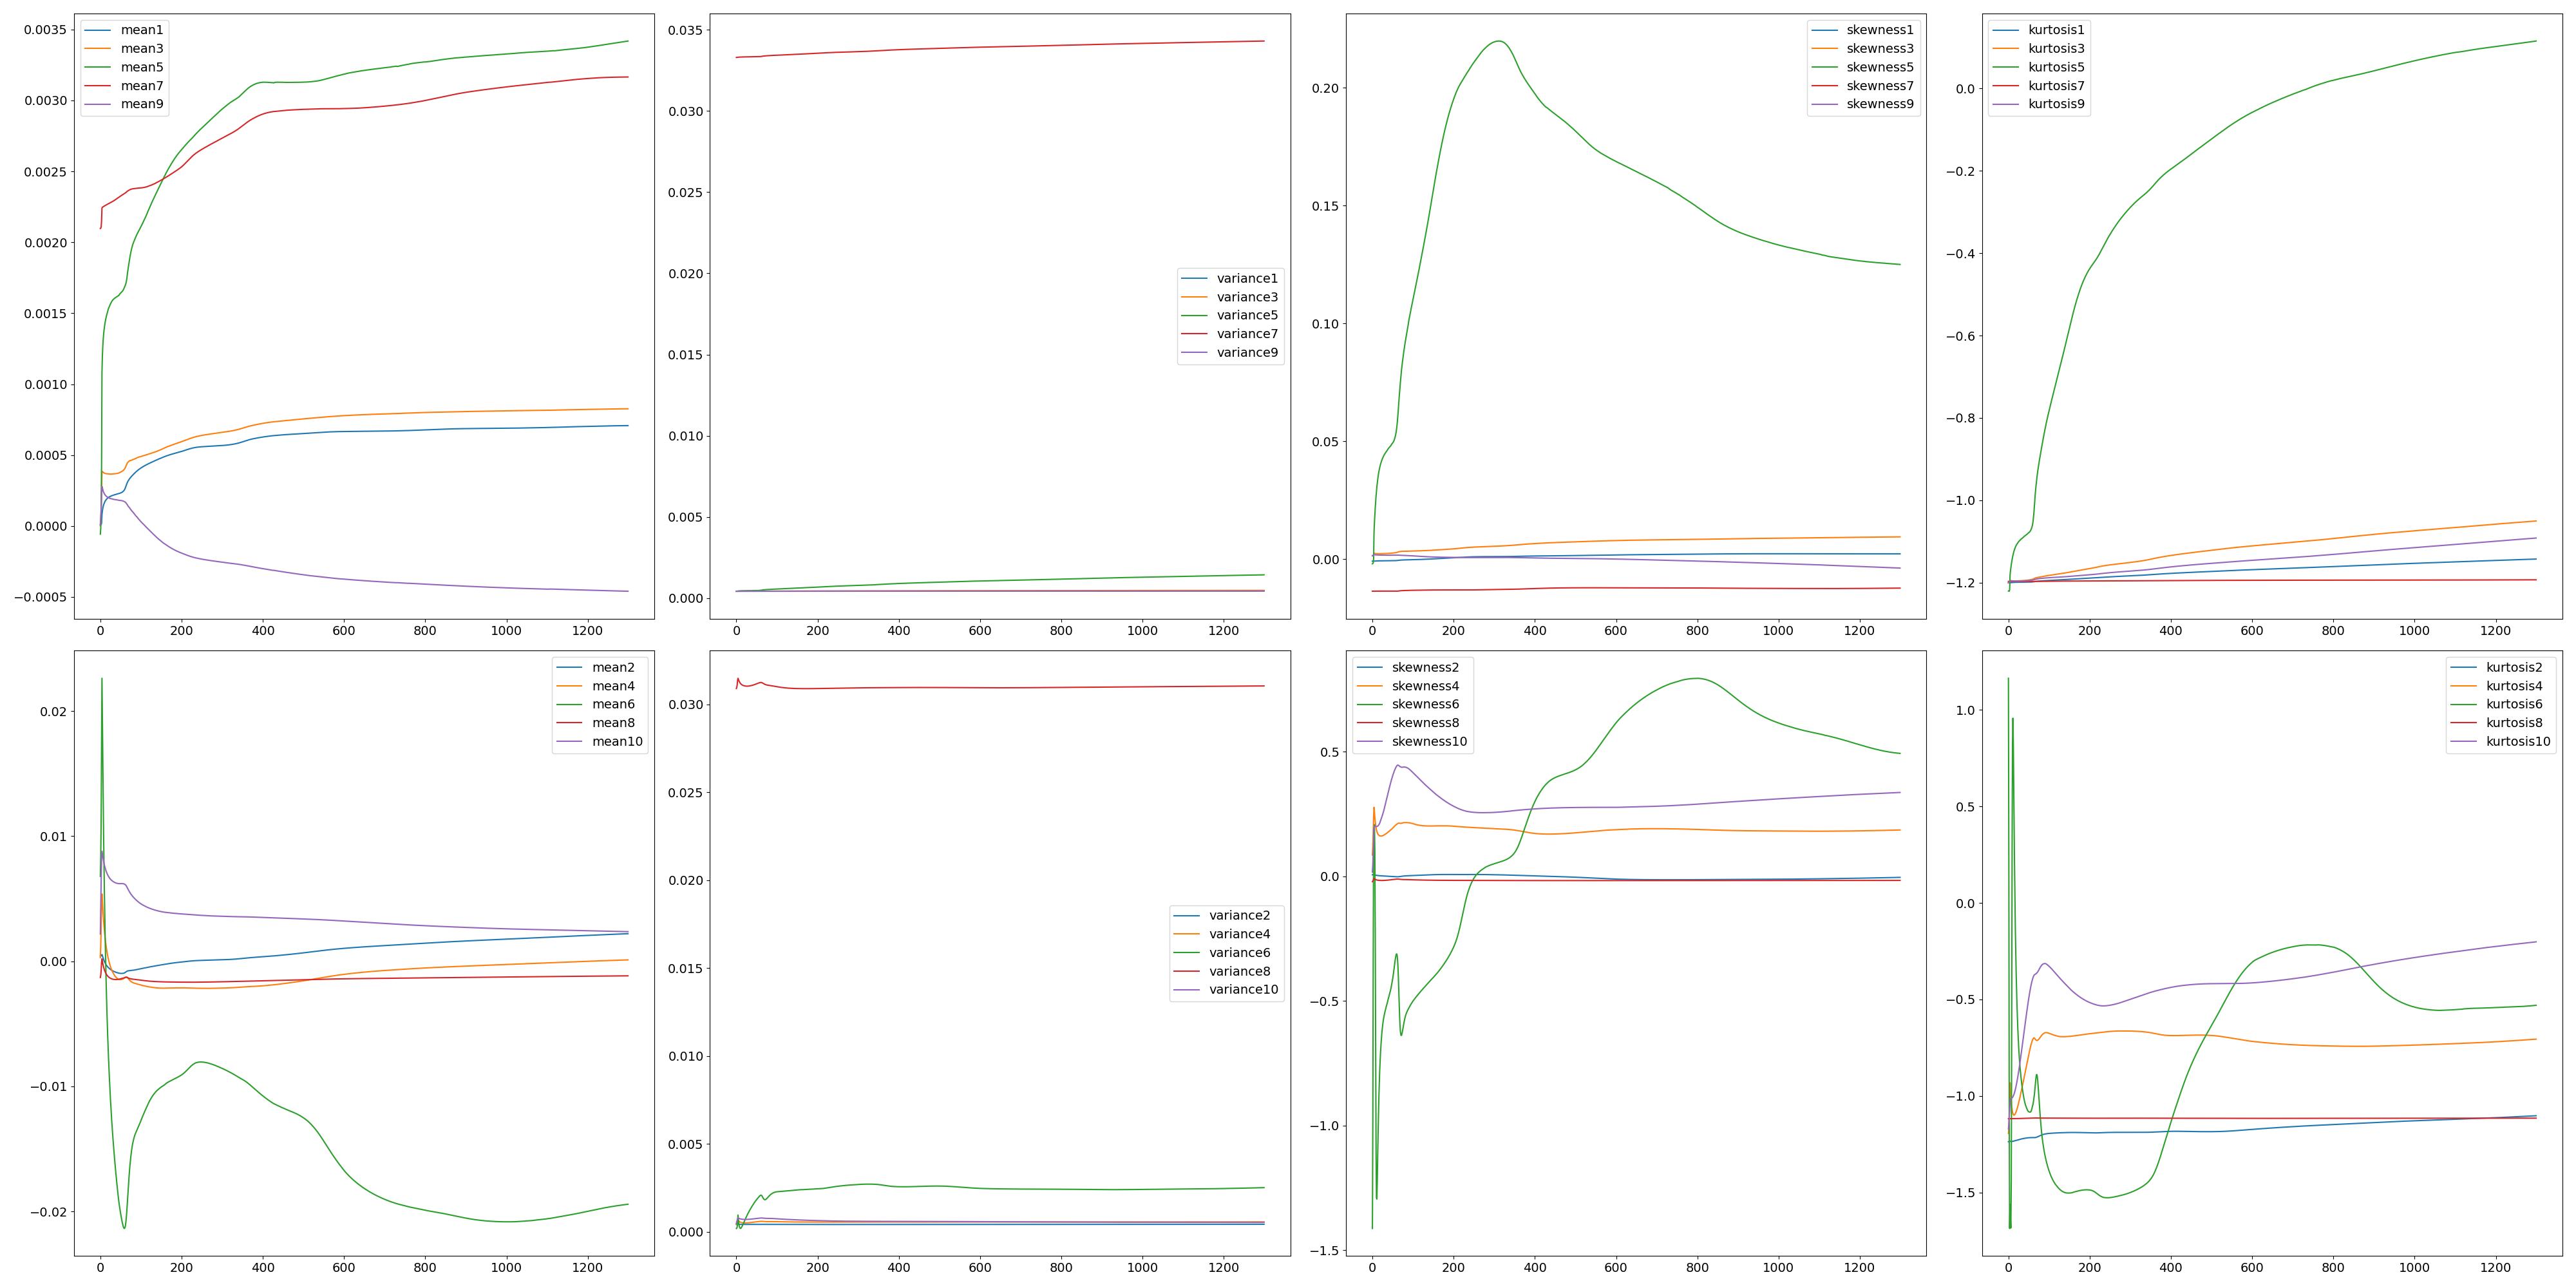 0.0035
0.0030
0.0025
0.0020
0.0015
0.0010
0.0005
0.0000
−0.0005
mean1
mean3
mean5
mean7
mean9
0 200 400 600 800 1000 1200
0.035
0.030
0.025
0.020
0.015
0.010
0.005
0.000
variance1
variance3
variance5
variance7
variance9
0 200 400 600 800 1000 1200
0.20
0.15
0.10
0.05
0.00
skewness1
skewness3
skewness5
skewness7
skewness9
0 200 400 600 800 1000 1200
0.0
−0.2
−0.4
−0.6
−0.8
−1.0
−1.2
kurtosis1
kurtosis3
kurtosis5
kurtosis7
kurtosis9
0 200 400 600 800 1000 1200
0.02
0.01
0.00
−0.01
−0.02
mean2
mean4
mean6
mean8
mean10
0 200 400 600 800 1000 1200
0.030
0.025
0.020
0.015
0.010
0.005
0.000
variance2
variance4
variance6
variance8
variance10
0 200 400 600 800 1000 1200
0.5
0.0
−0.5
−1.0
−1.5
skewness2
skewness4
skewness6
skewness8
skewness10
0 200 400 600 800 1000 1200
1.0
0.5
0.0
−0.5
−1.0
−1.5
kurtosis2
kurtosis4
kurtosis6
kurtosis8
kurtosis10
0 200 400 600 800 1000 1200